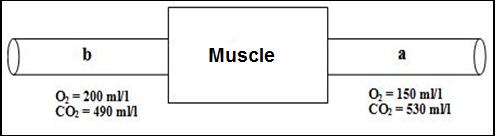 b
Muscle
a
O₂ = 200 ml/l
CO₂ = 490 ml/l
O₂ = 150 ml/l
CO₂ = 530 ml/l